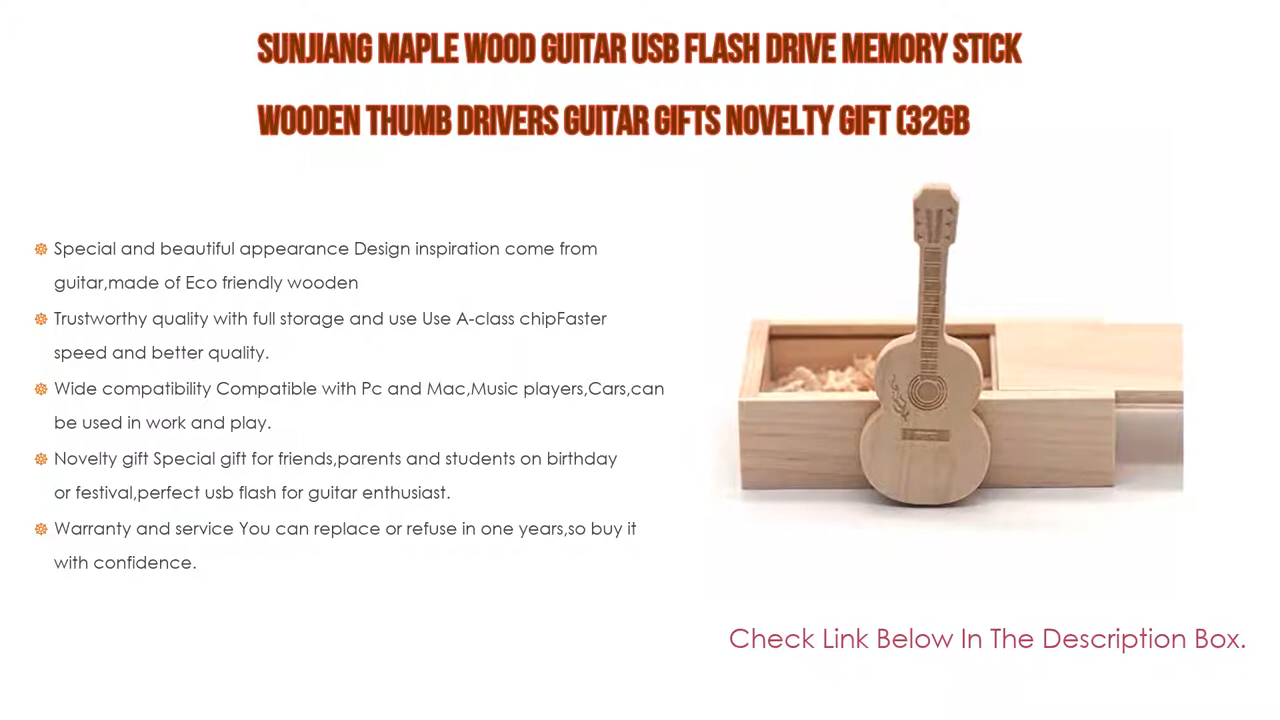 SUNJIANG MAPLE WOOD GUITAR USB FLASH DRIVE MEMORY STICK
WOODEN THUMB DRIVERS GUITAR GIFTS NOVELTY GIFT (32GB
Special and beautiful appearance Design inspiration come from
guitar,made of Eco friendly wooden
Trustworthy quality with full storage and use Use A-class chipFaster
speed and better quality.
Wide compatibility Compatible with Pc and Mac,Music players,Cars,can
be used in work and play.
Novelty gift Special gift for friends,parents and students on birthday
or festival,perfect usb flash for guitar enthusiast.
Warranty and service You can replace or refuse in one years,so buy it
with confidence.
Check Link Below In The Description Box.